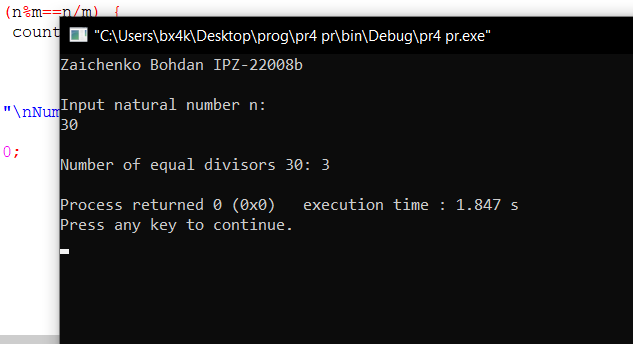 (n%m==n/m) {
count
"C:\Users\bx4k\Desktop\prog\pr4 pr\bin\Debug\pr4 pr.exe"
Zaichenko Bohdan IPZ-22008b
Input natural number n:
"\nNum
30
0;
Number of equal divisors 30: 3
Process returned 0 (0x0)   execution time : 1.847 s
Press any key to continue.